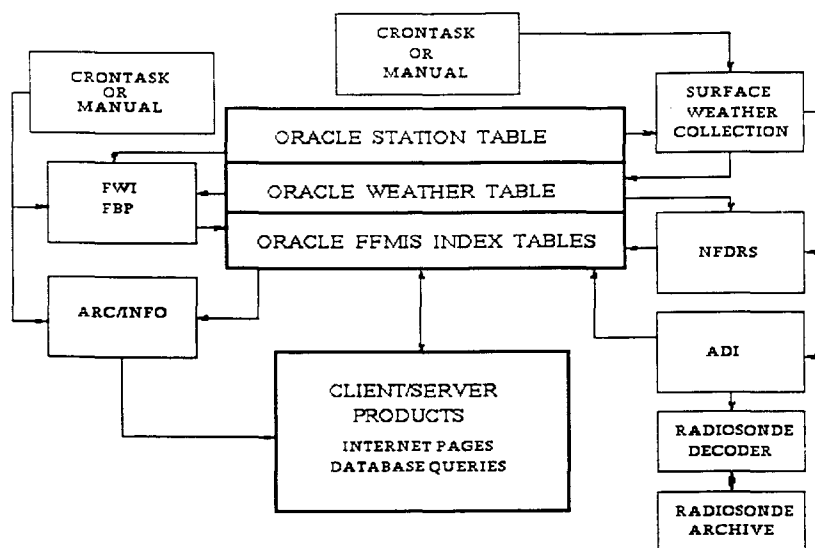 CRONTASK
OR
MANUAL
CRONTASK
OR
MANUAL
SURFACE
WEATHER
COLLECTION
ORACLE STATION TABLE
FWI
FBP
ORACLE WEATHER TABLE
ORACLE FFMIS INDEX TABLES
NFDRS
ARC/INFO
ADI
CLIENT/SERVER
PRODUCTS
INTERNET PAGES
DATABASE QUERIES
RADIOSONDE
DECODER
RADIOSONDE
ARCHIVE